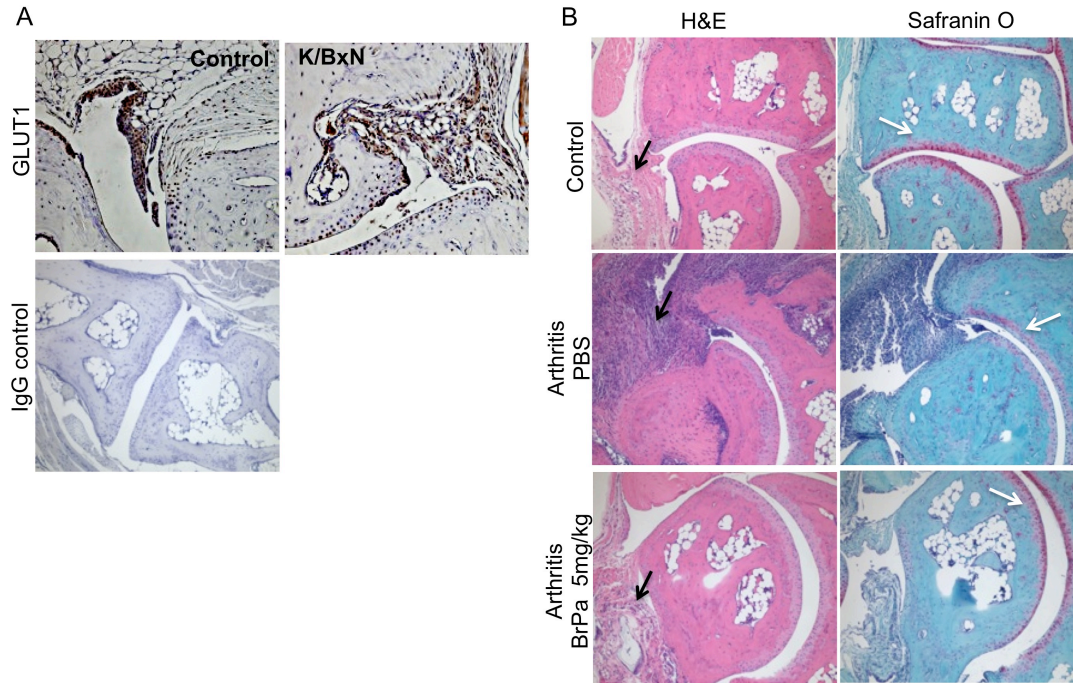 A
Control
K/BxN
GLUT1
IgG control
B
H&E
Safranin O
Control
Arthritis
PBS
Arthritis
BrPa 5mg/kg